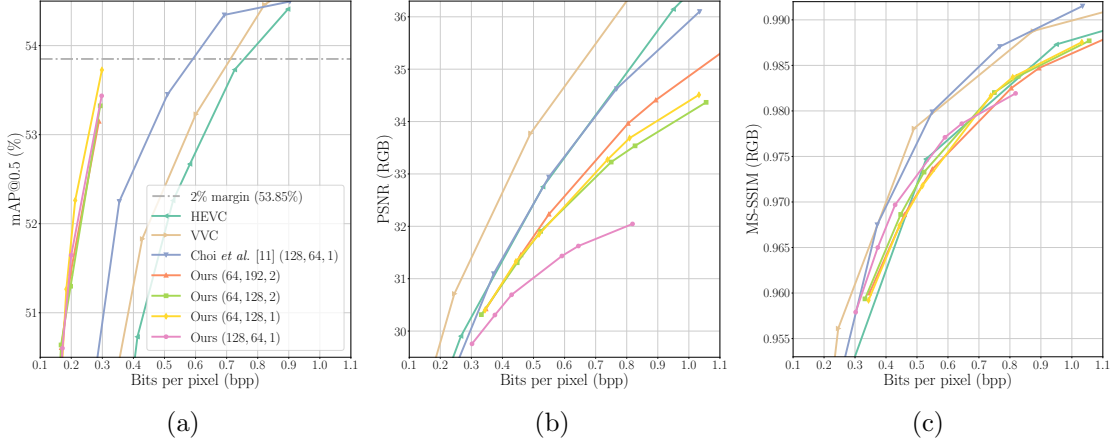 54
53
52
51
mAP@0.5 (%)
0.1 0.2 0.3 0.4 0.5 0.6 0.7 0.8 0.9 1.0 1.1
Bits per pixel (bpp)
2% margin (53.85%)
HEVC
VVC
Choi et al. [11] (128, 64, 1)
Ours (64, 192, 2)
Ours (64, 128, 2)
Ours (64, 128, 1)
Ours (128, 64, 1)
(a)
36
35
34
33
32
31
30
PSNR (RGB)
0.1 0.2 0.3 0.4 0.5 0.6 0.7 0.8 0.9 1.0 1.1
Bits per pixel (bpp)
(b)
0.990
0.985
0.980
0.975
0.970
0.965
0.960
0.955
MS-SSIM (RGB)
0.1 0.2 0.3 0.4 0.5 0.6 0.7 0.8 0.9 1.0 1.1
Bits per pixel (bpp)
(c)